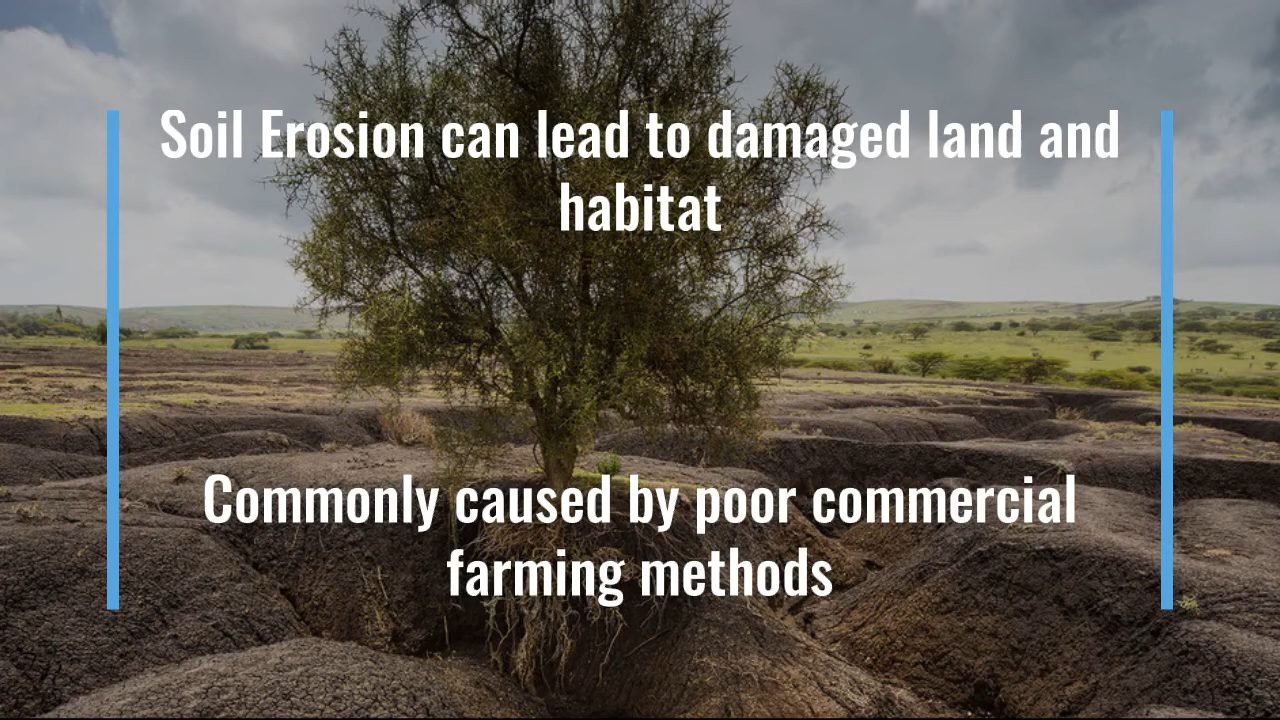 Soil Erosion can lead to damaged land and
habitat
Commonly caused by poor commercial
farming methods